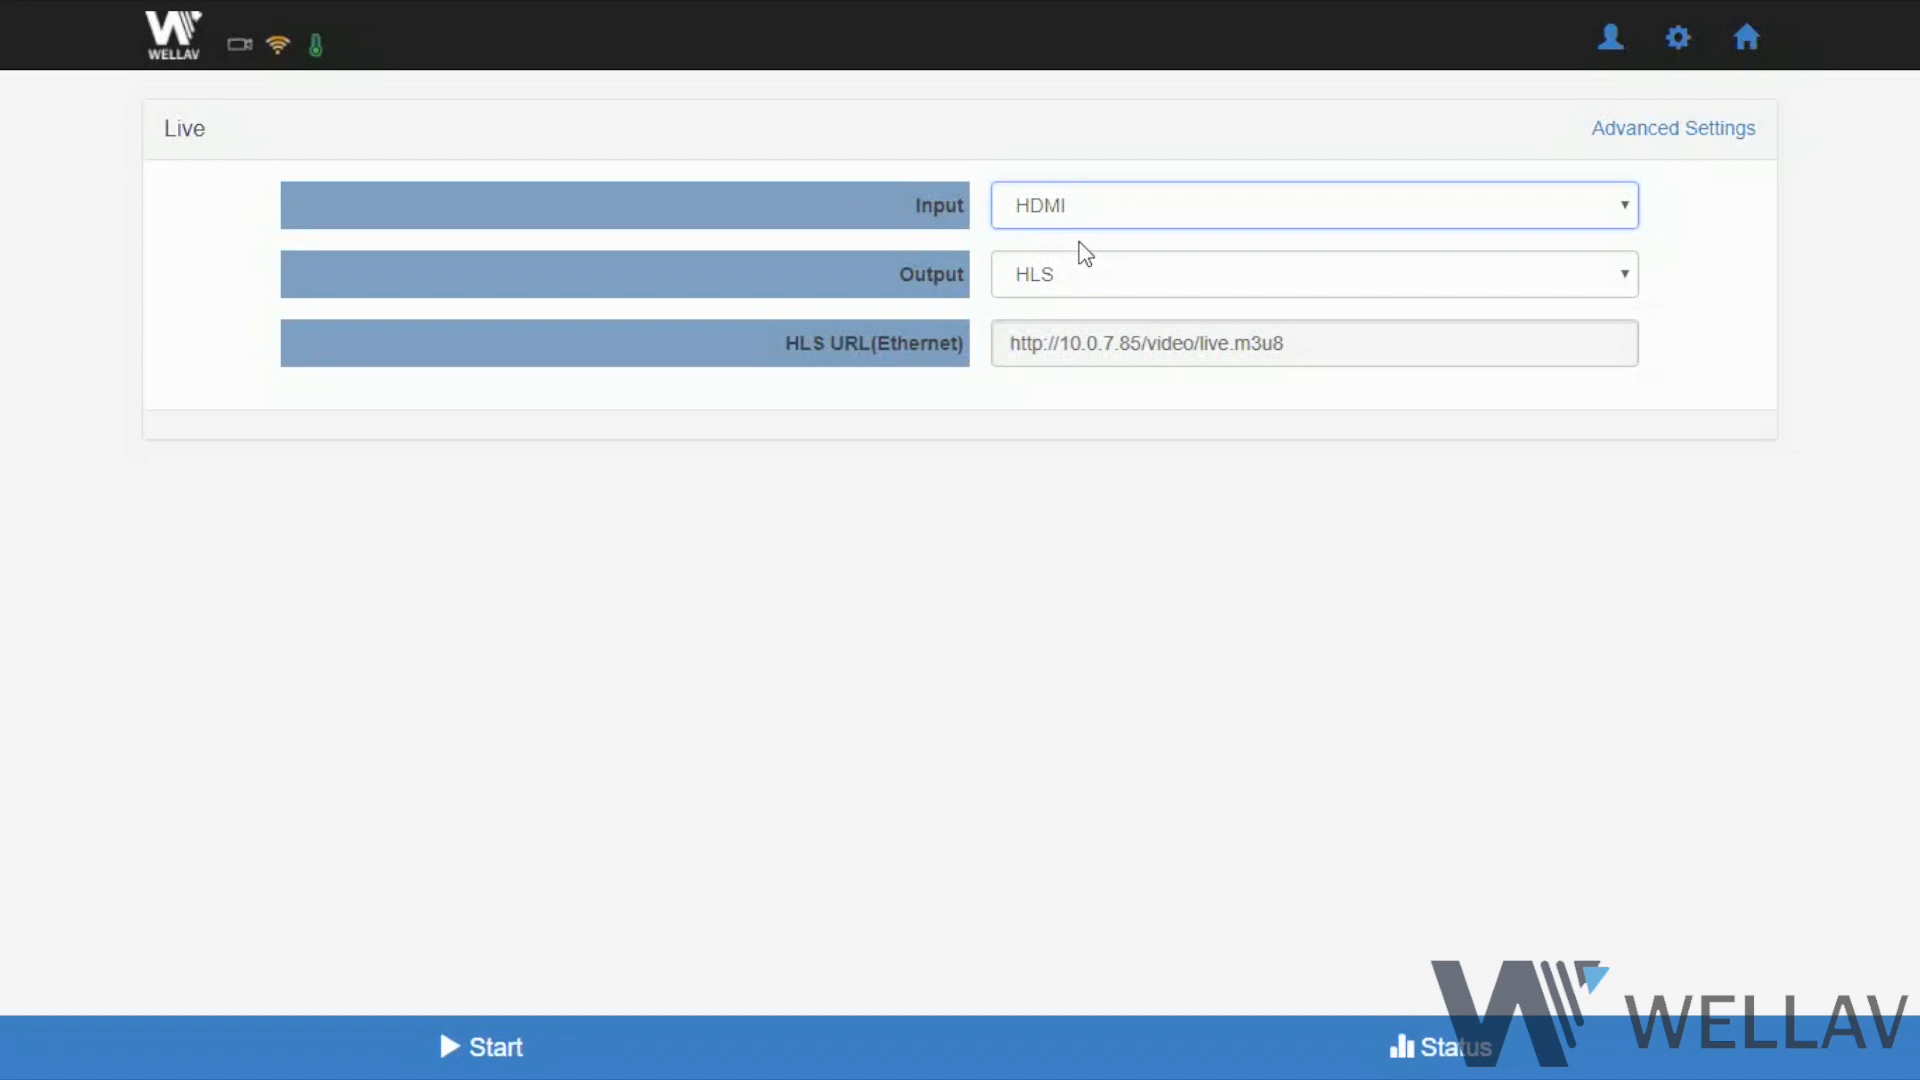 WELLAV
Live
Advanced Settings
Input
HDMI
Output
HLS
HLS URL(Ethernet)
http://10.0.7.85/video/live.m3u8
Start
Status
WELLAV